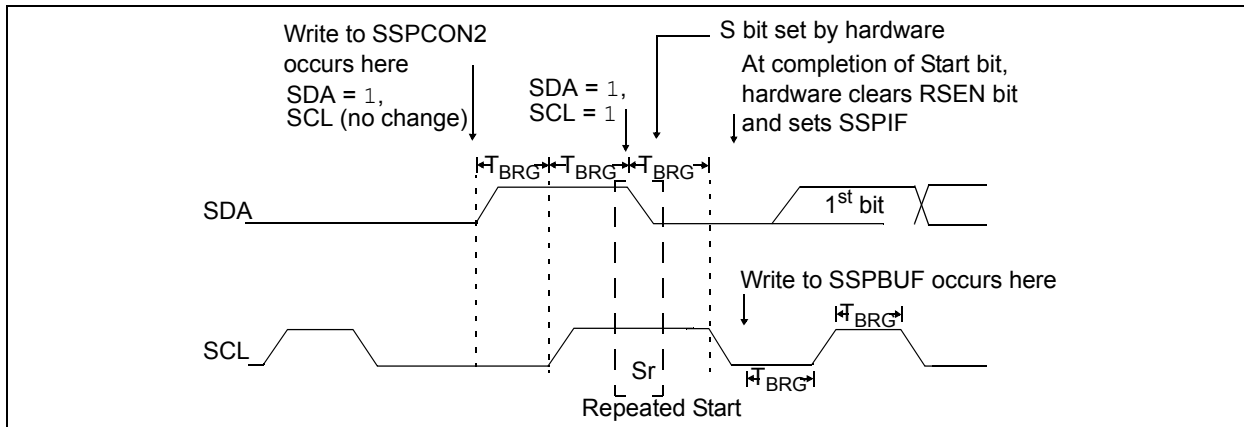 Write to SSPCON2
occurs here
SDA = 1,
SCL (no change)
SDA = 1,
SCL = 1
S bit set by hardware
At completion of Start bit,
hardware clears RSEN bit
and sets SSPIF
TBRG
TBRG
TBRG
SDA
1st bit
Write to SSPBUF occurs here
TBRG
SCL
Sr
TBRG
Repeated Start